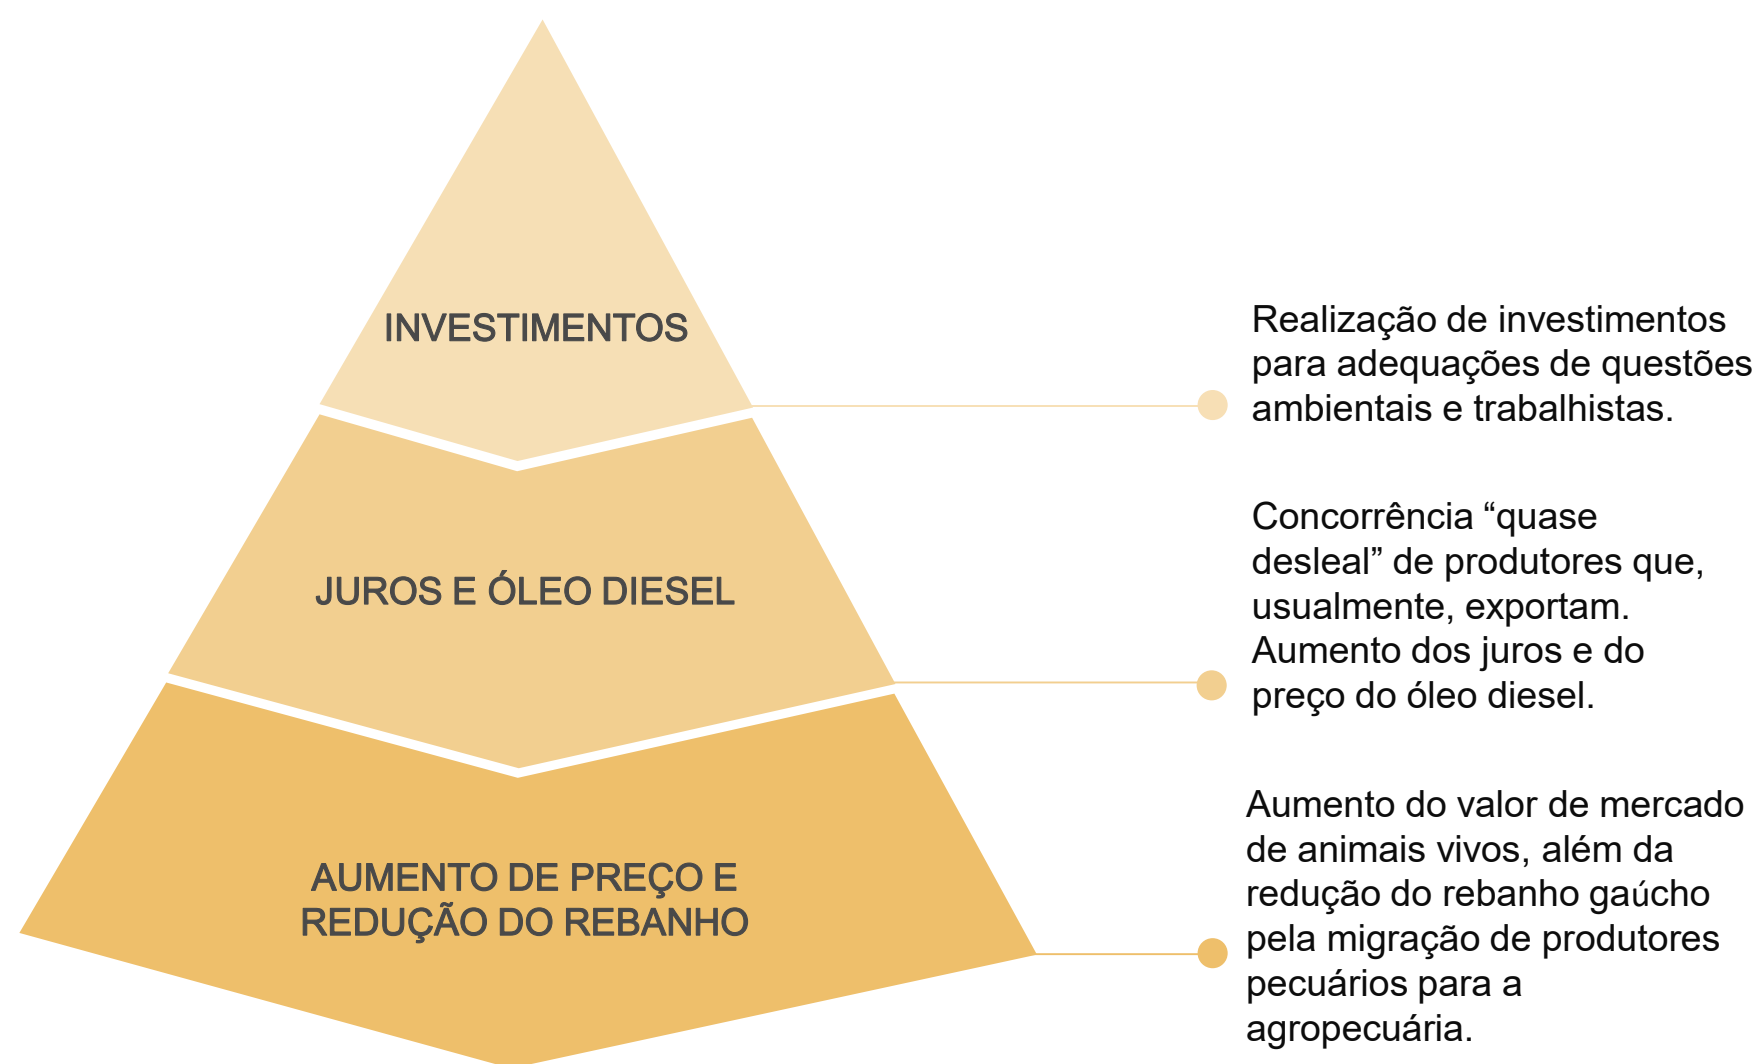 INVESTIMENTOS
Realização de investimentos
para adequações de questões
ambientais e trabalhistas.
JUROS E ÓLEO DIESEL
Concorrência “quase
desleal” de produtores que,
usualmente, exportam.
Aumento dos juros e do
preço do óleo diesel.
AUMENTO DE PREÇO E
REDUÇÃO DO REBANHO
Aumento do valor de mercado
de animais vivos, além da
redução do rebanho gaúcho
pela migração de produtores
pecuários para a
agropecuária.